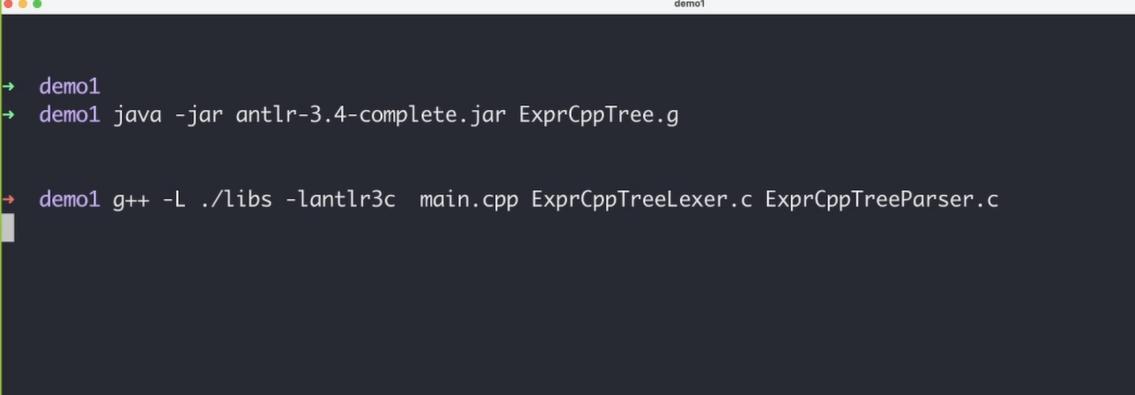 demo1
➜ demo1
➜ demo1 java -jar antlr-3.4-complete.jar ExprCppTree.g
➜ demo1 g++ -L ./libs -lantlr3c  main.cpp ExprCppTreeLexer.c ExprCppTreeParser.c